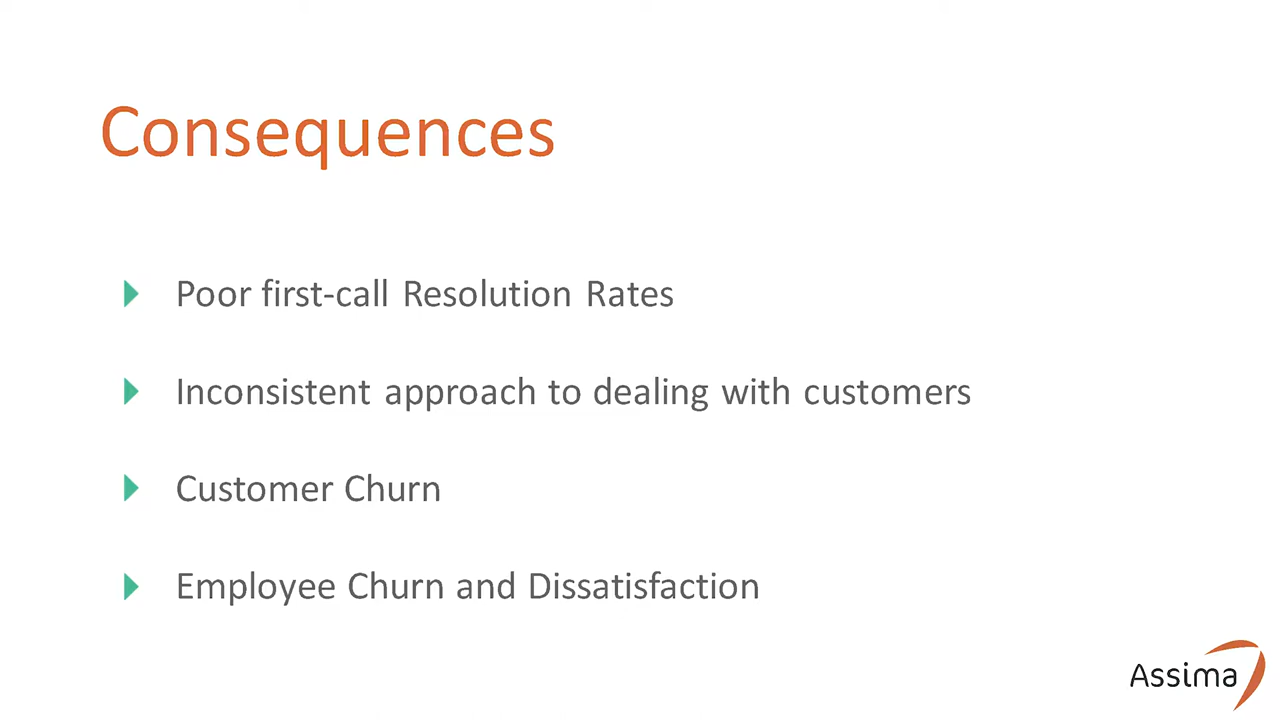 Consequences
Poor first-call Resolution Rates
Inconsistent approach to dealing with customers
Customer Churn
Employee Churn and Dissatisfaction
Assima